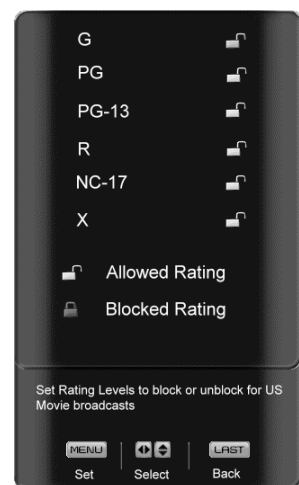 G
PG
PG-13
R
NC-17
X
Allowed Rating
Blocked Rating
Set Rating Levels to block or unblock for US
Movie broadcasts
MENU LAST
Set Select Back